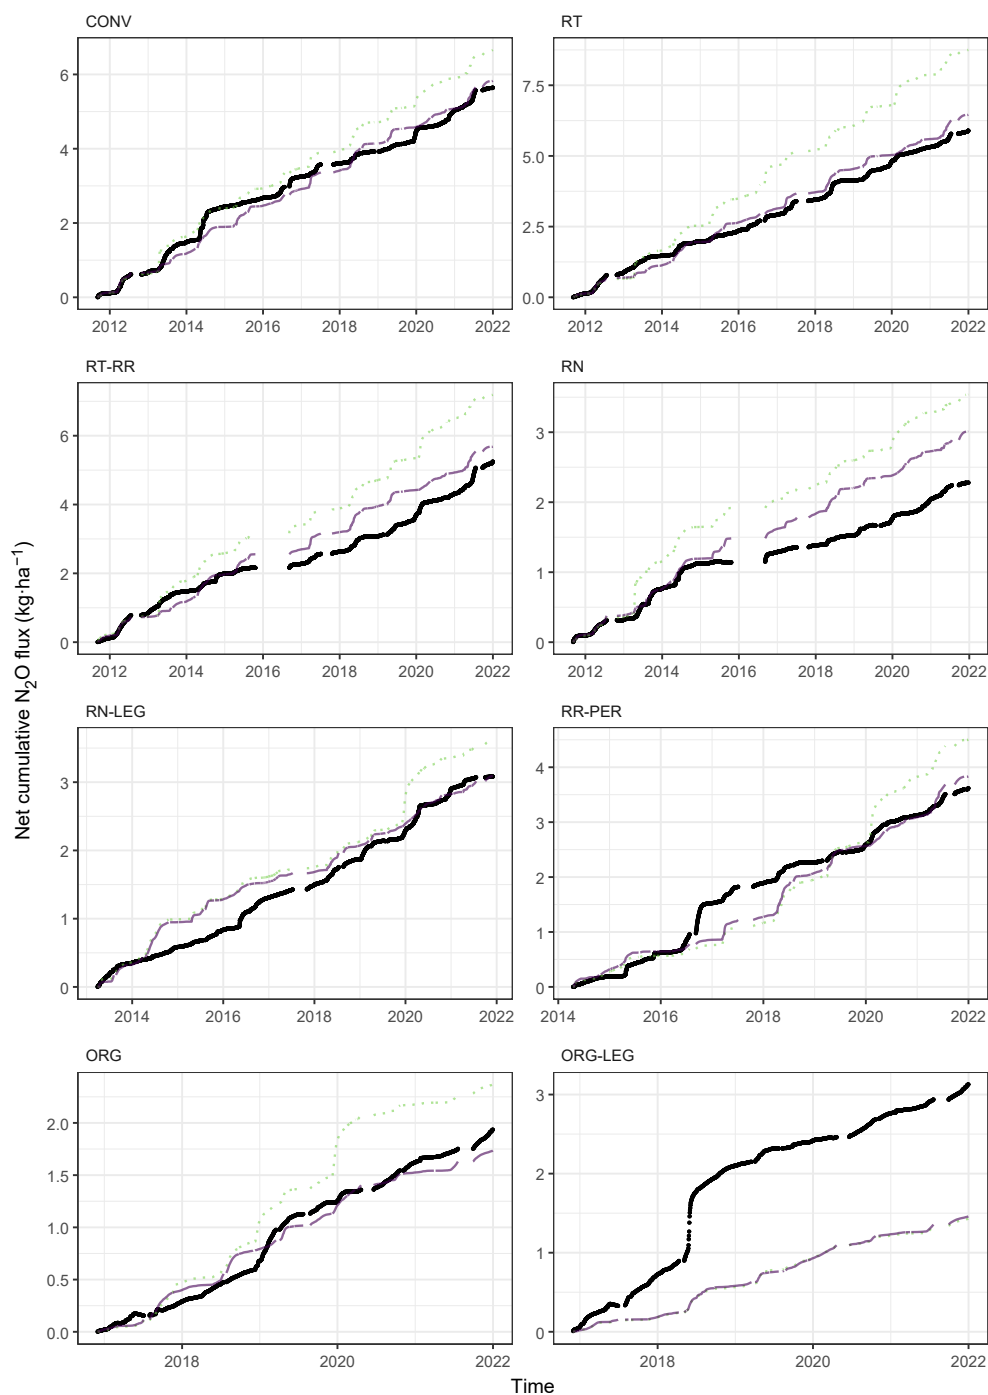 CONV
RT
6
4
2
0
2012 2014 2016 2018 2020 2022
7.5
5.0
2.5
0.0
2012 2014 2016 2018 2020 2022
RT-RR
RN
6
4
2
0
2012 2014 2016 2018 2020 2022
3
2
1
0
2012 2014 2016 2018 2020 2022
Net cumulative N₂O flux (kg·ha⁻¹)
RN-LEG
RR-PER
3
2
1
0
2014 2016 2018 2020 2022
4
3
2
1
0
2014 2016 2018 2020 2022
ORG
ORG-LEG
2.0
1.5
1.0
0.5
0.0
2018 2020 2022
3
2
1
0
2018 2020 2022
Time